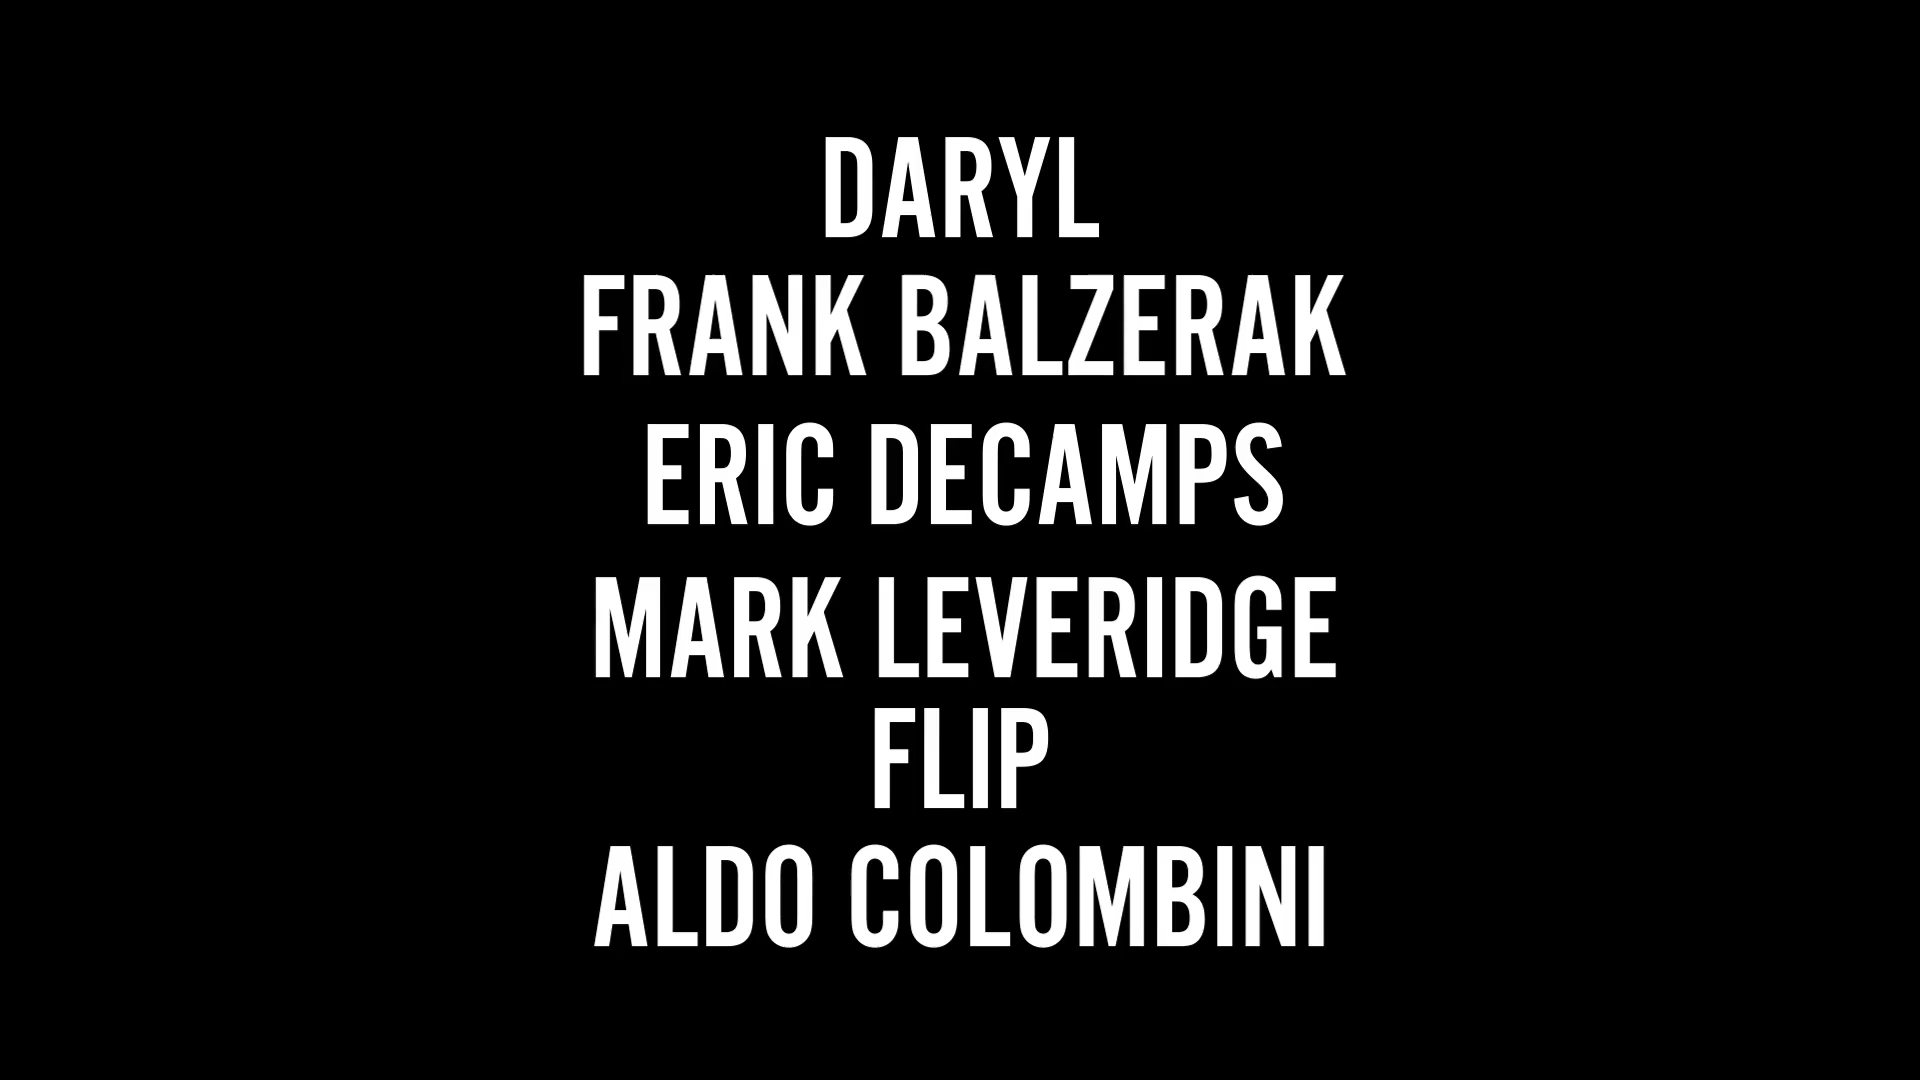 DARYL
FRANK BALZERAK
ERIC DECAMPS
MARK LEVERIDGE
FLIP
ALDO COLOMBINI